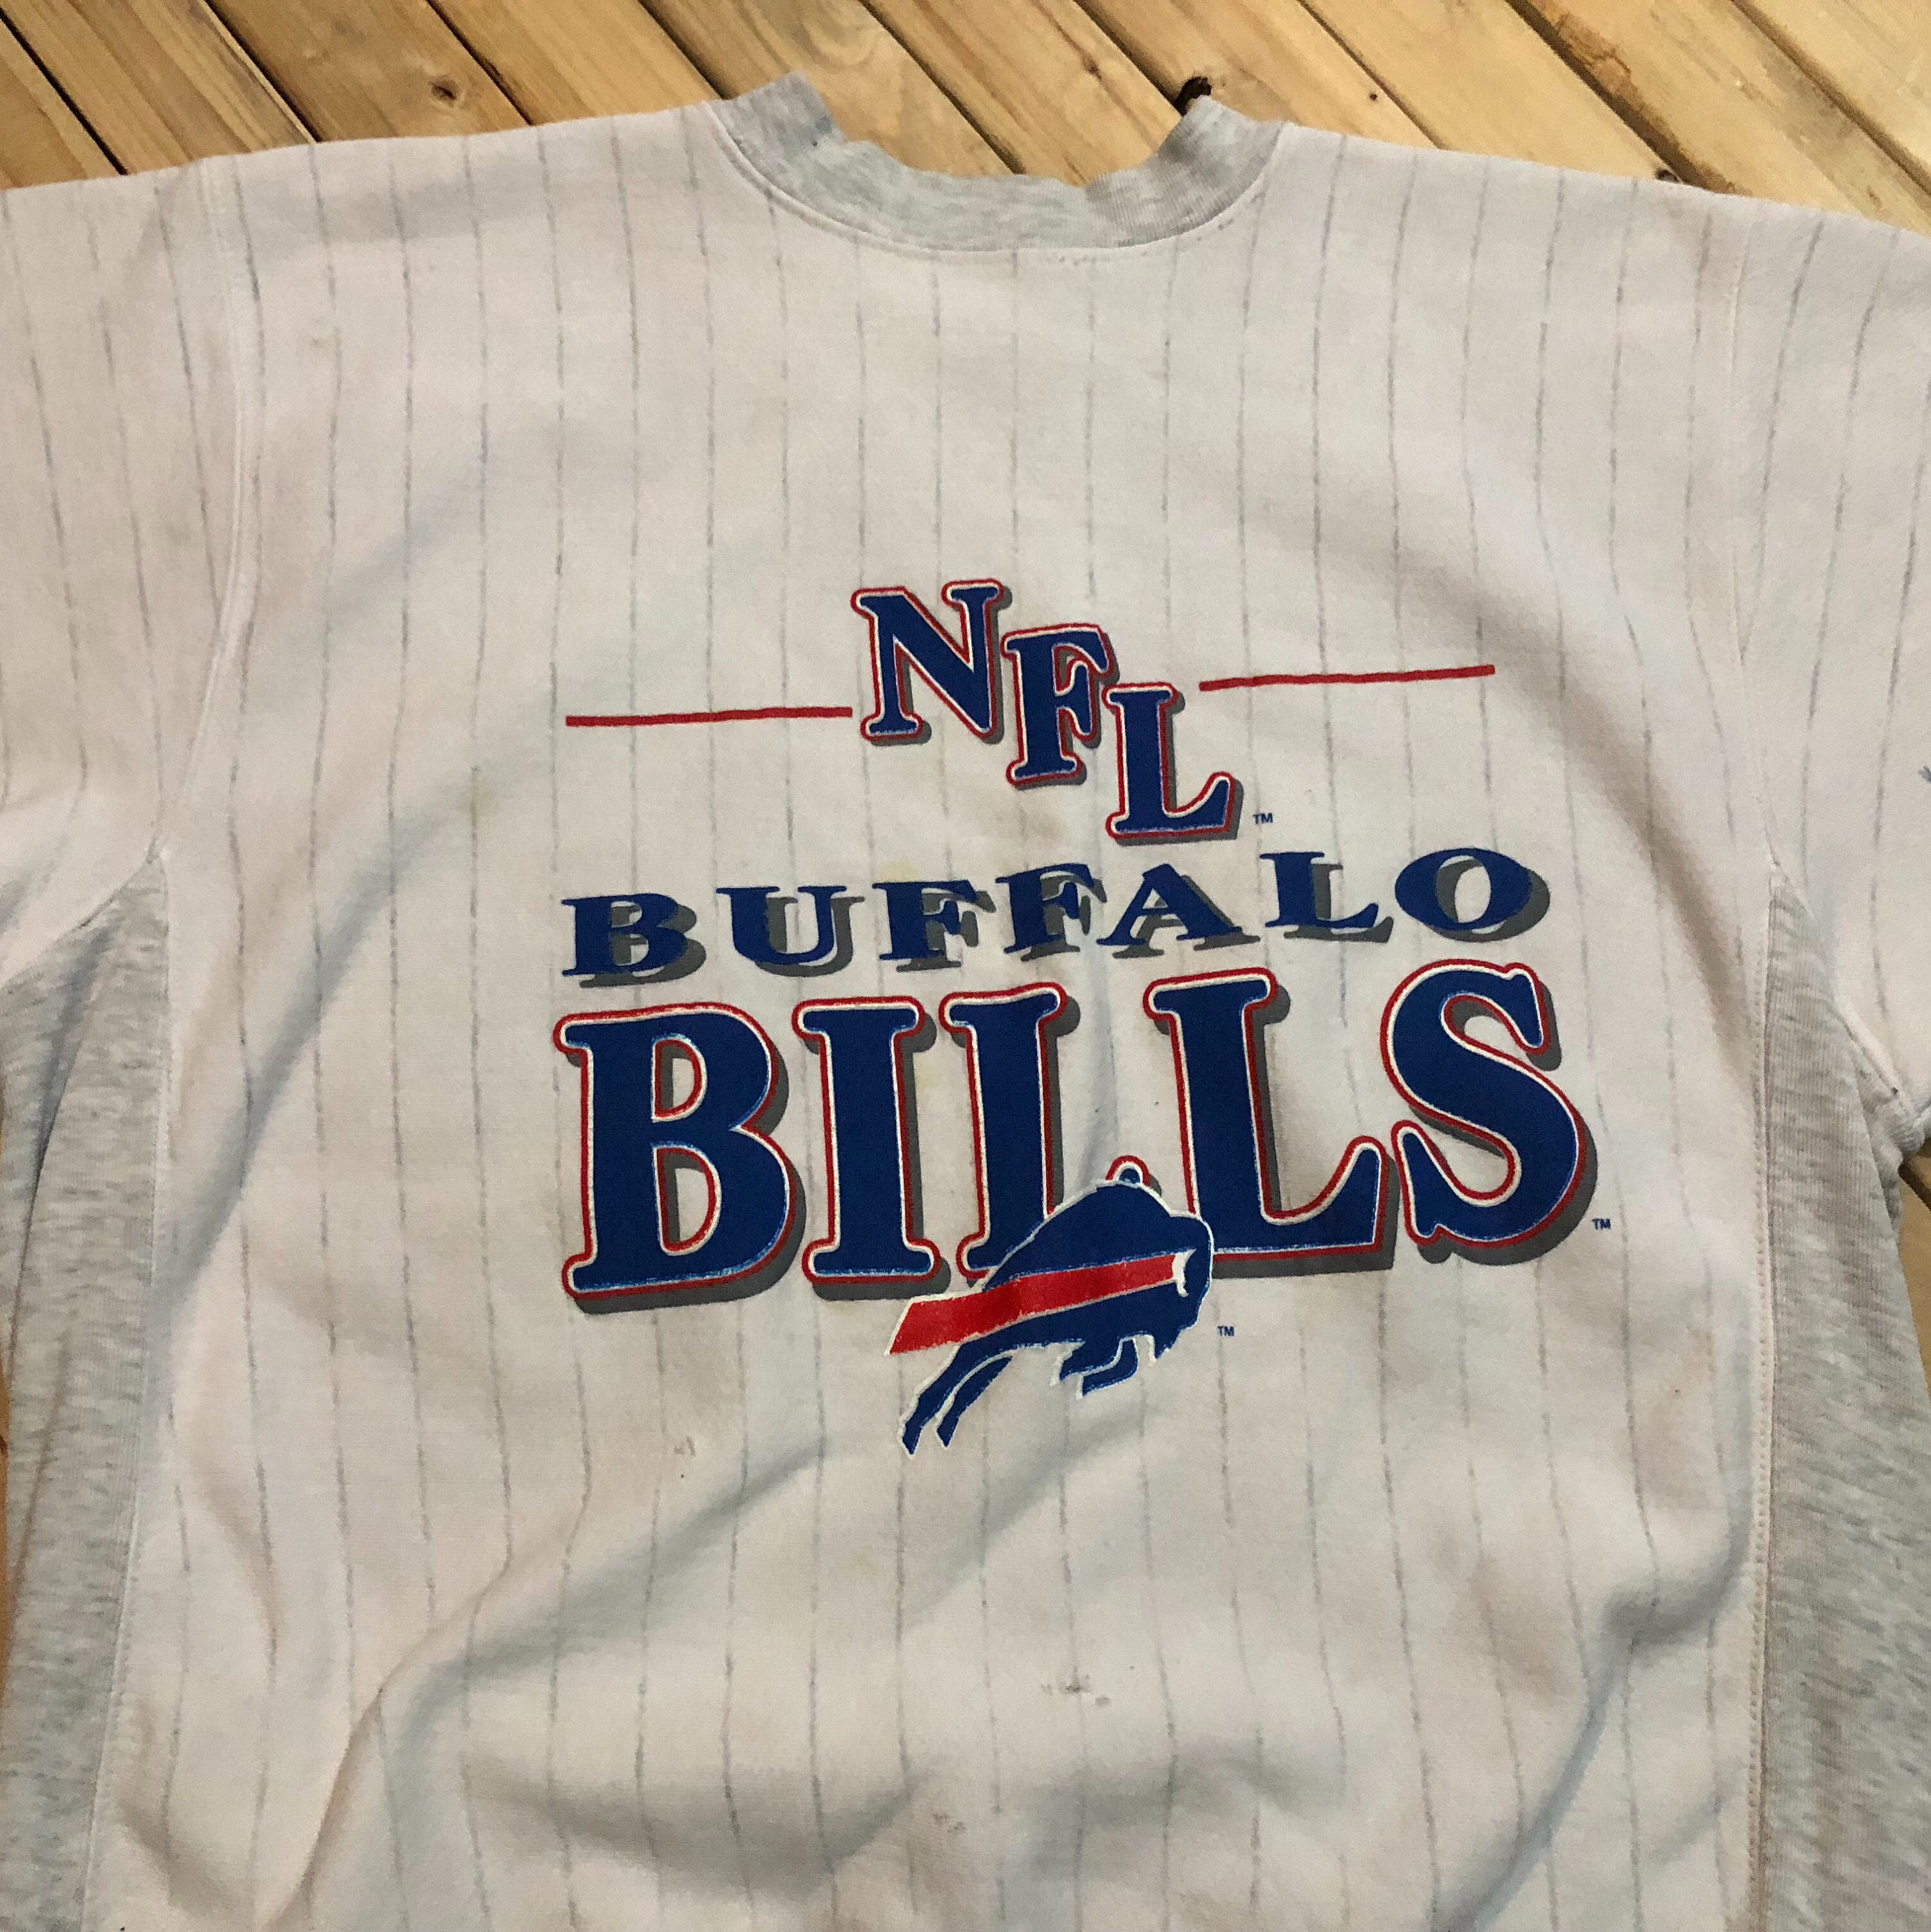 NFL™
BUFFALO
BILLS™
™